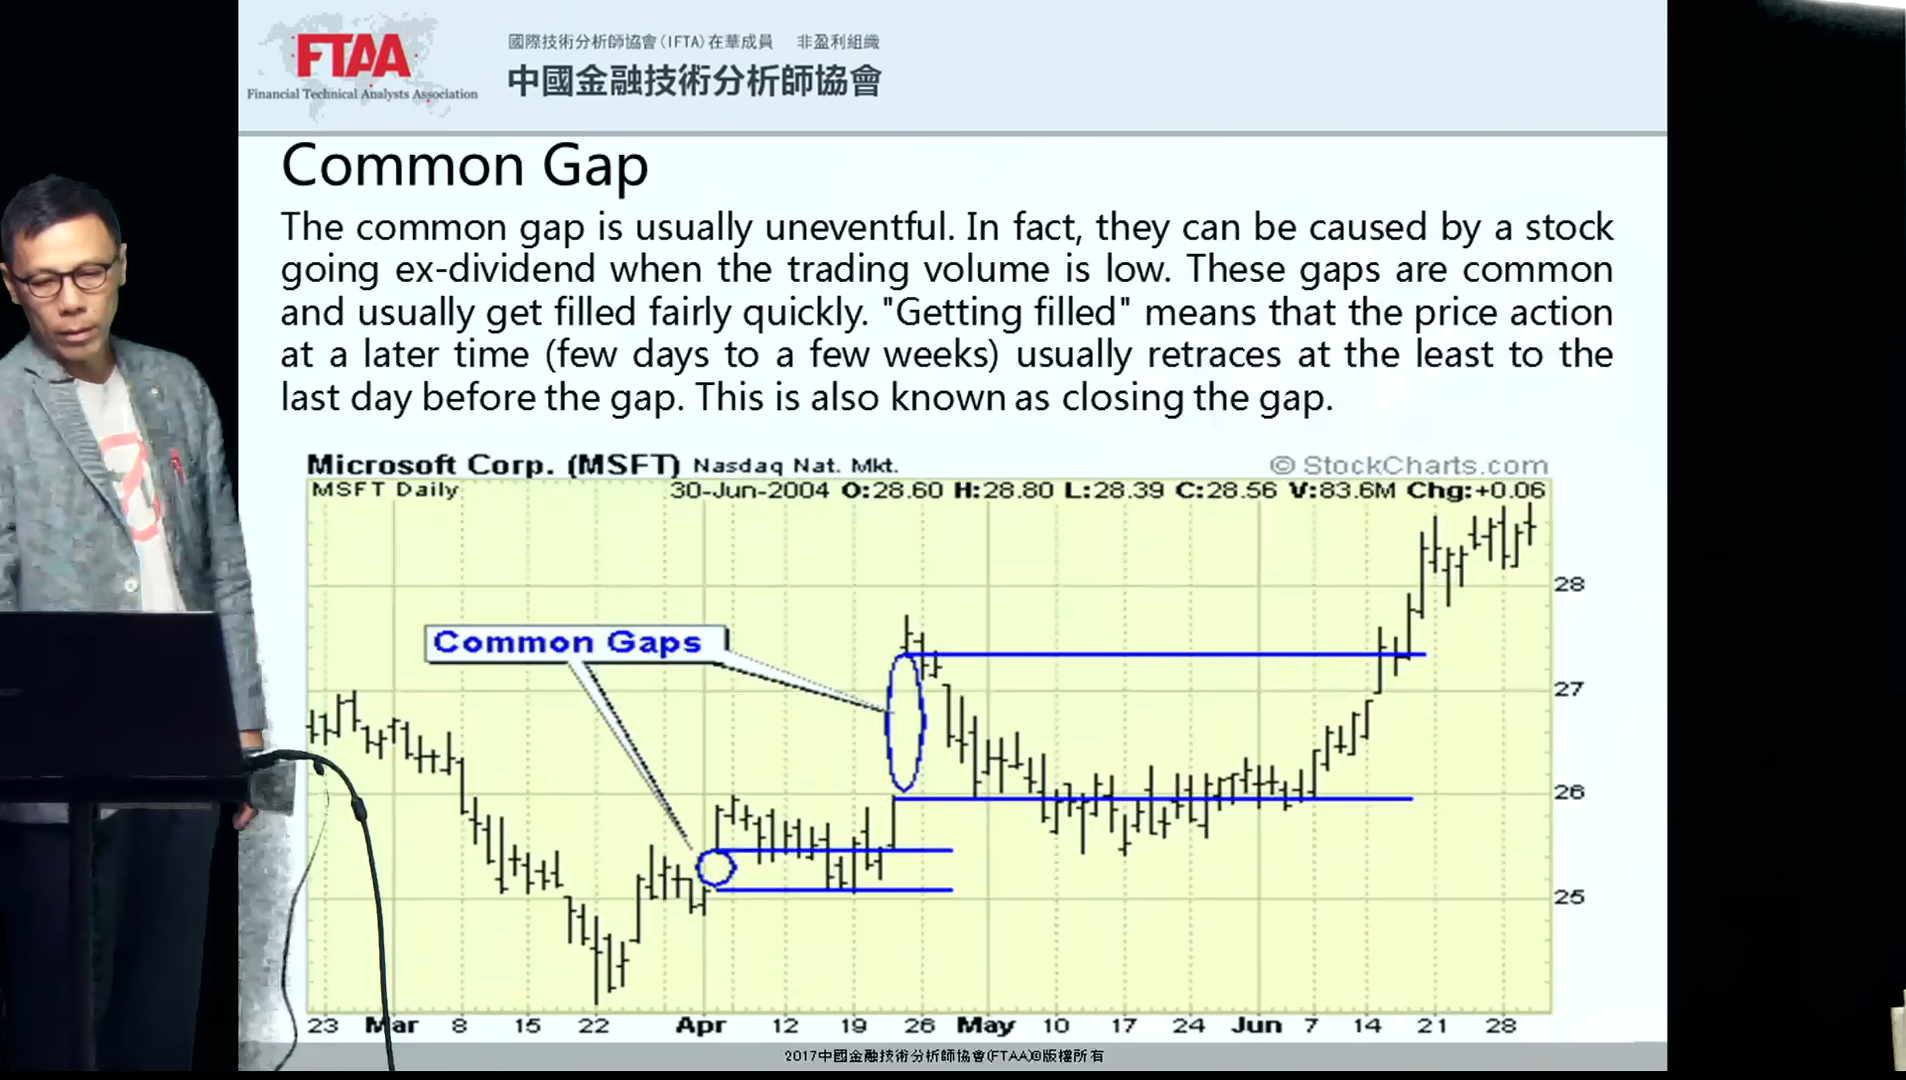 FTAA
Financial Technical Analysts Association
國際技術分析師協會(IFTA)在華成員 非盈利組織
中國金融技術分析師協會
Common Gap
The common gap is usually uneventful. In fact, they can be caused by a stock
going ex-dividend when the trading volume is low. These gaps are common
and usually get filled fairly quickly. "Getting filled" means that the price action
at a later time (few days to a few weeks) usually retraces at the least to the
last day before the gap. This is also known as closing the gap.
Microsoft Corp. (MSFT) Nasdaq Nat. Mkt. © StockCharts.com
MSFT Daily 30-Jun-2004 O:28.60 H:28.80 L:28.39 C:28.56 V:83.6M Chg:+0.06
28
Common Gaps
27
26
25
23 Mar 8 15 22 Apr 12 19 26 May 10 17 24 Jun 7 14 21 28
2017中國金融技術分析師協會(FTAA)©版權所有